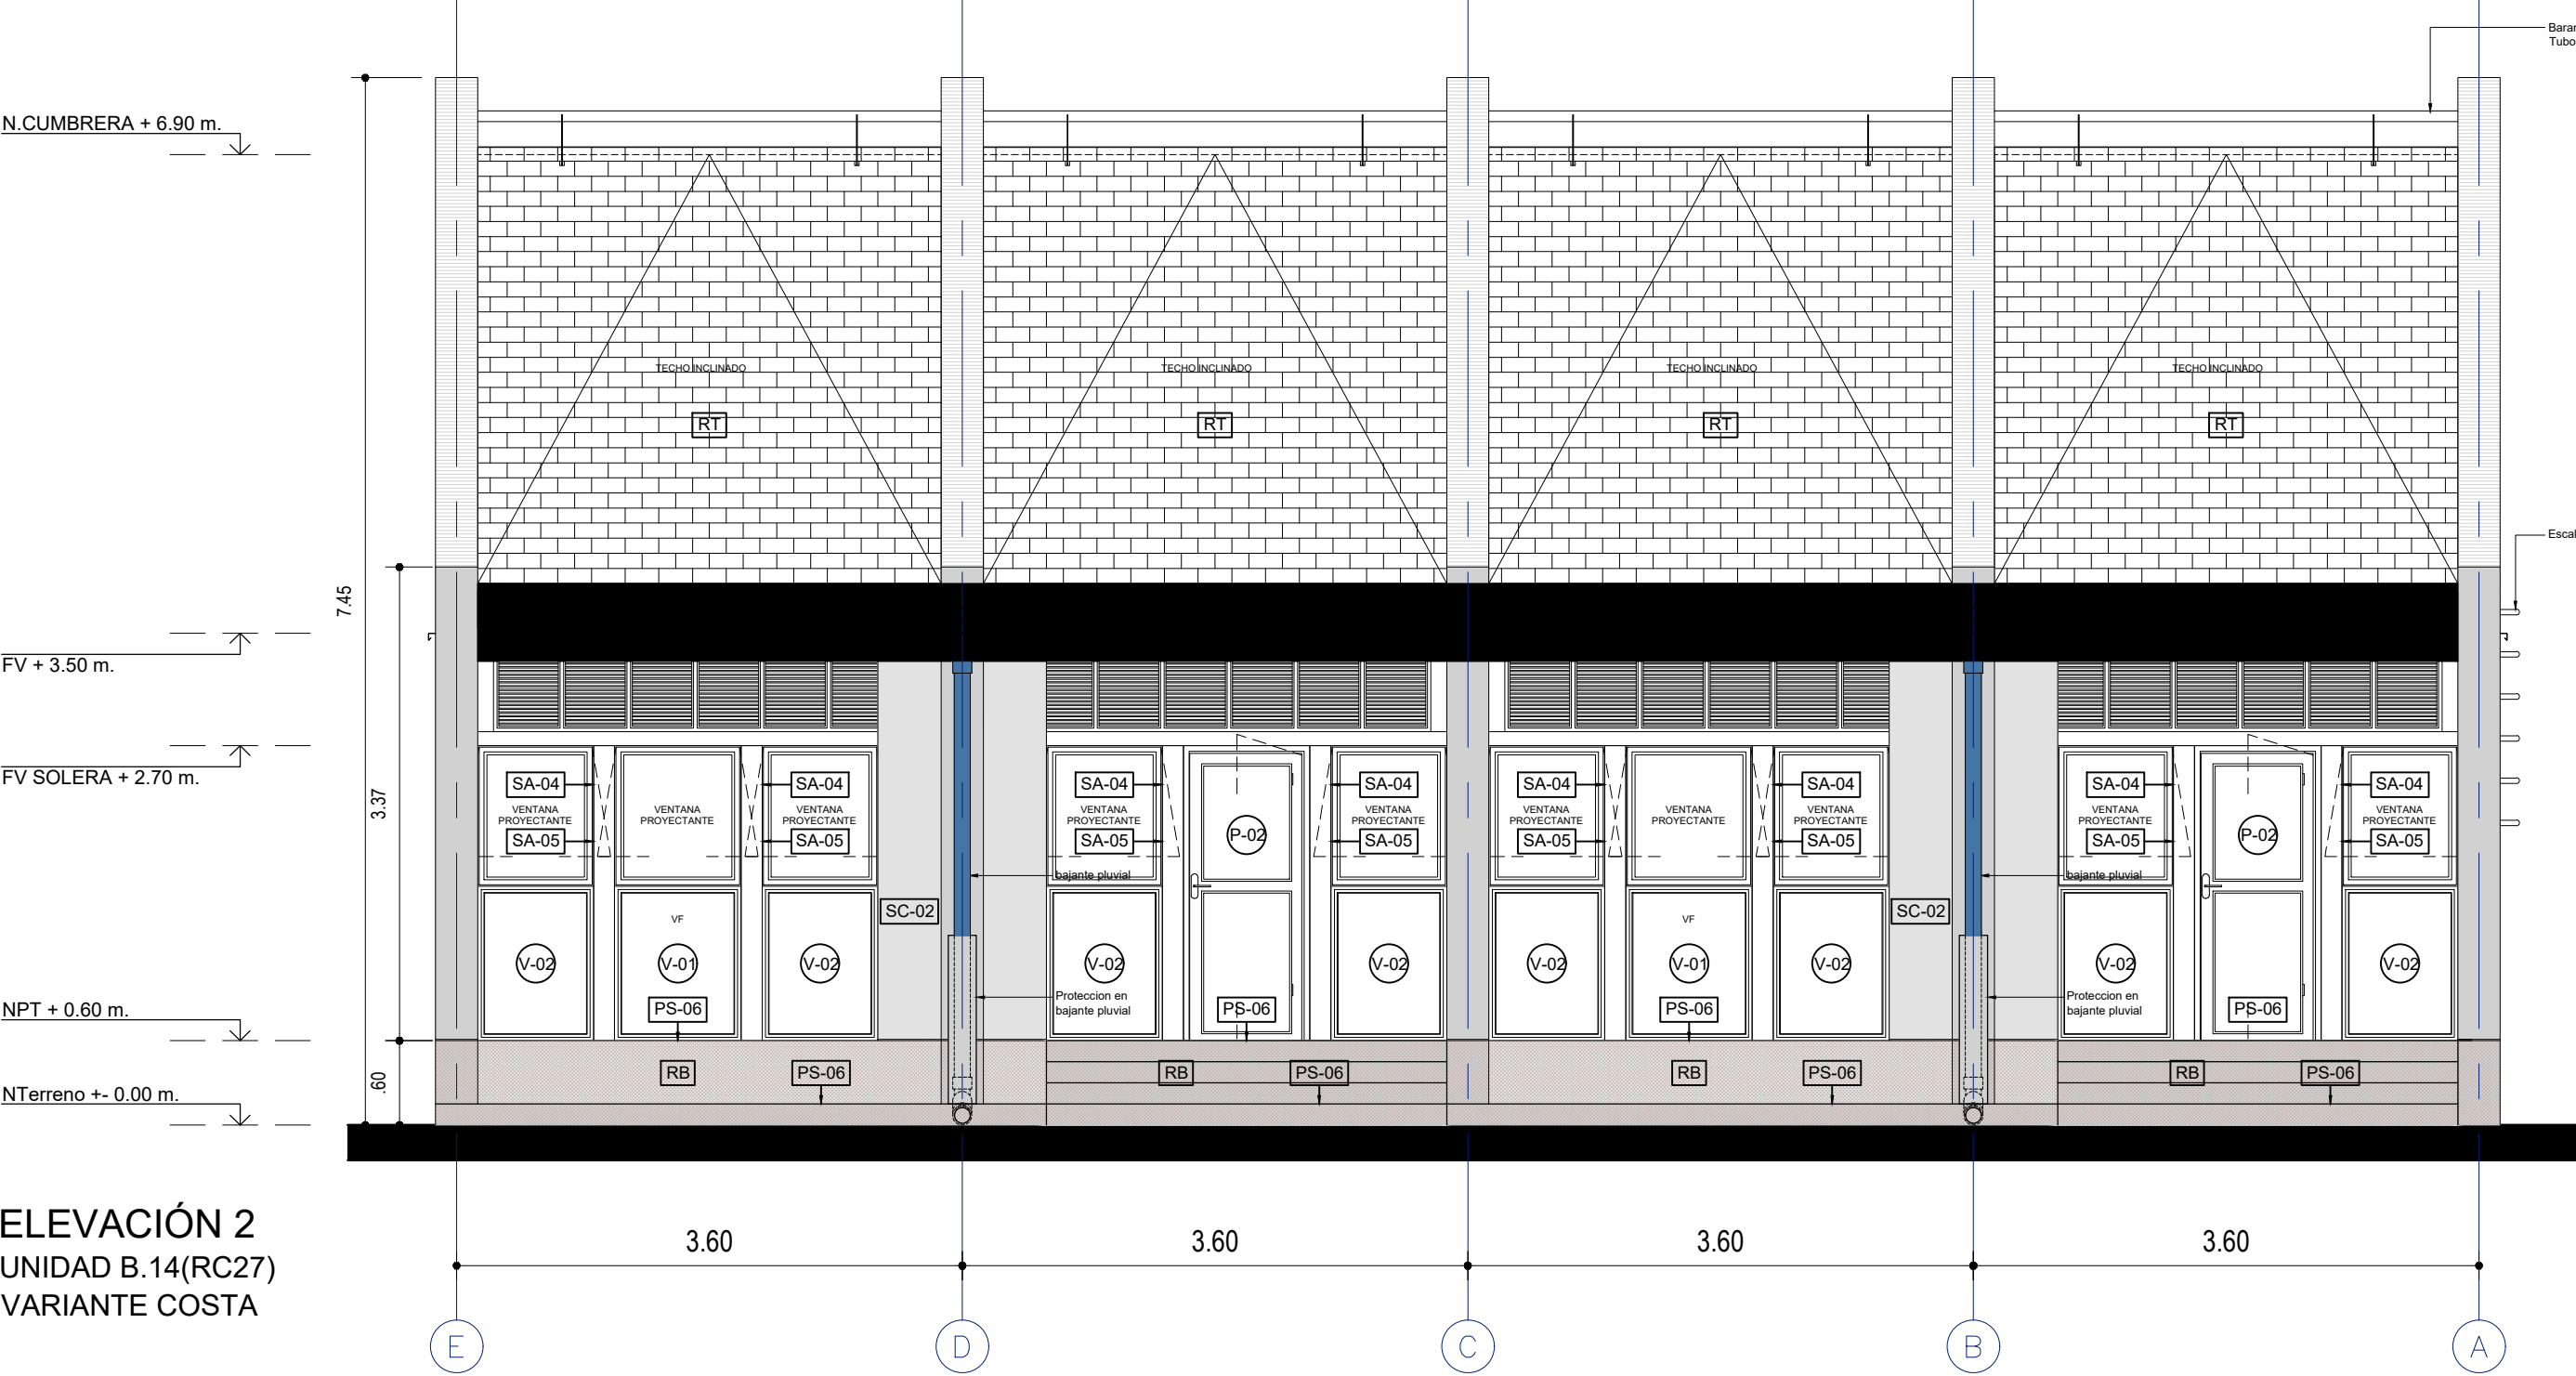 Baran
Tubo
N.CUMBRERA + 6.90 m.
TECHO INCLINADO
TECHO INCLINADO
TECHO INCLINADO
TECHO INCLINADO
RT
RT
RT
RT
Escal
7.45
FV + 3.50 m.
FV SOLERA + 2.70 m.
3.37
SA-04
SA-04
SA-04
SA-04
SA-04
SA-04
SA-04
SA-04
VENTANA
PROYECTANTE
VENTANA
PROYECTANTE
VENTANA
PROYECTANTE
VENTANA
PROYECTANTE
VENTANA
PROYECTANTE
VENTANA
PROYECTANTE
VENTANA
PROYECTANTE
VENTANA
PROYECTANTE
VENTANA
PROYECTANTE
VENTANA
PROYECTANTE
SA-05
SA-05
SA-05
SA-05
SA-05
SA-05
SA-05
SA-05
P-02
P-02
bajante pluvial
bajante pluvial
SC-02
SC-02
VF
VF
V-02
V-01
V-02
V-02
V-02
V-02
V-01
V-02
V-02
V-02
Proteccion en
bajante pluvial
Proteccion en
bajante pluvial
PS-06
PS-06
PS-06
PS-06
NPT + 0.60 m.
.60
RB
PS-06
RB
PS-06
RB
PS-06
RB
PS-06
NTerreno +- 0.00 m.
ELEVACIÓN 2
UNIDAD B.14(RC27)
VARIANTE COSTA
3.60
3.60
3.60
3.60
E
D
C
B
A